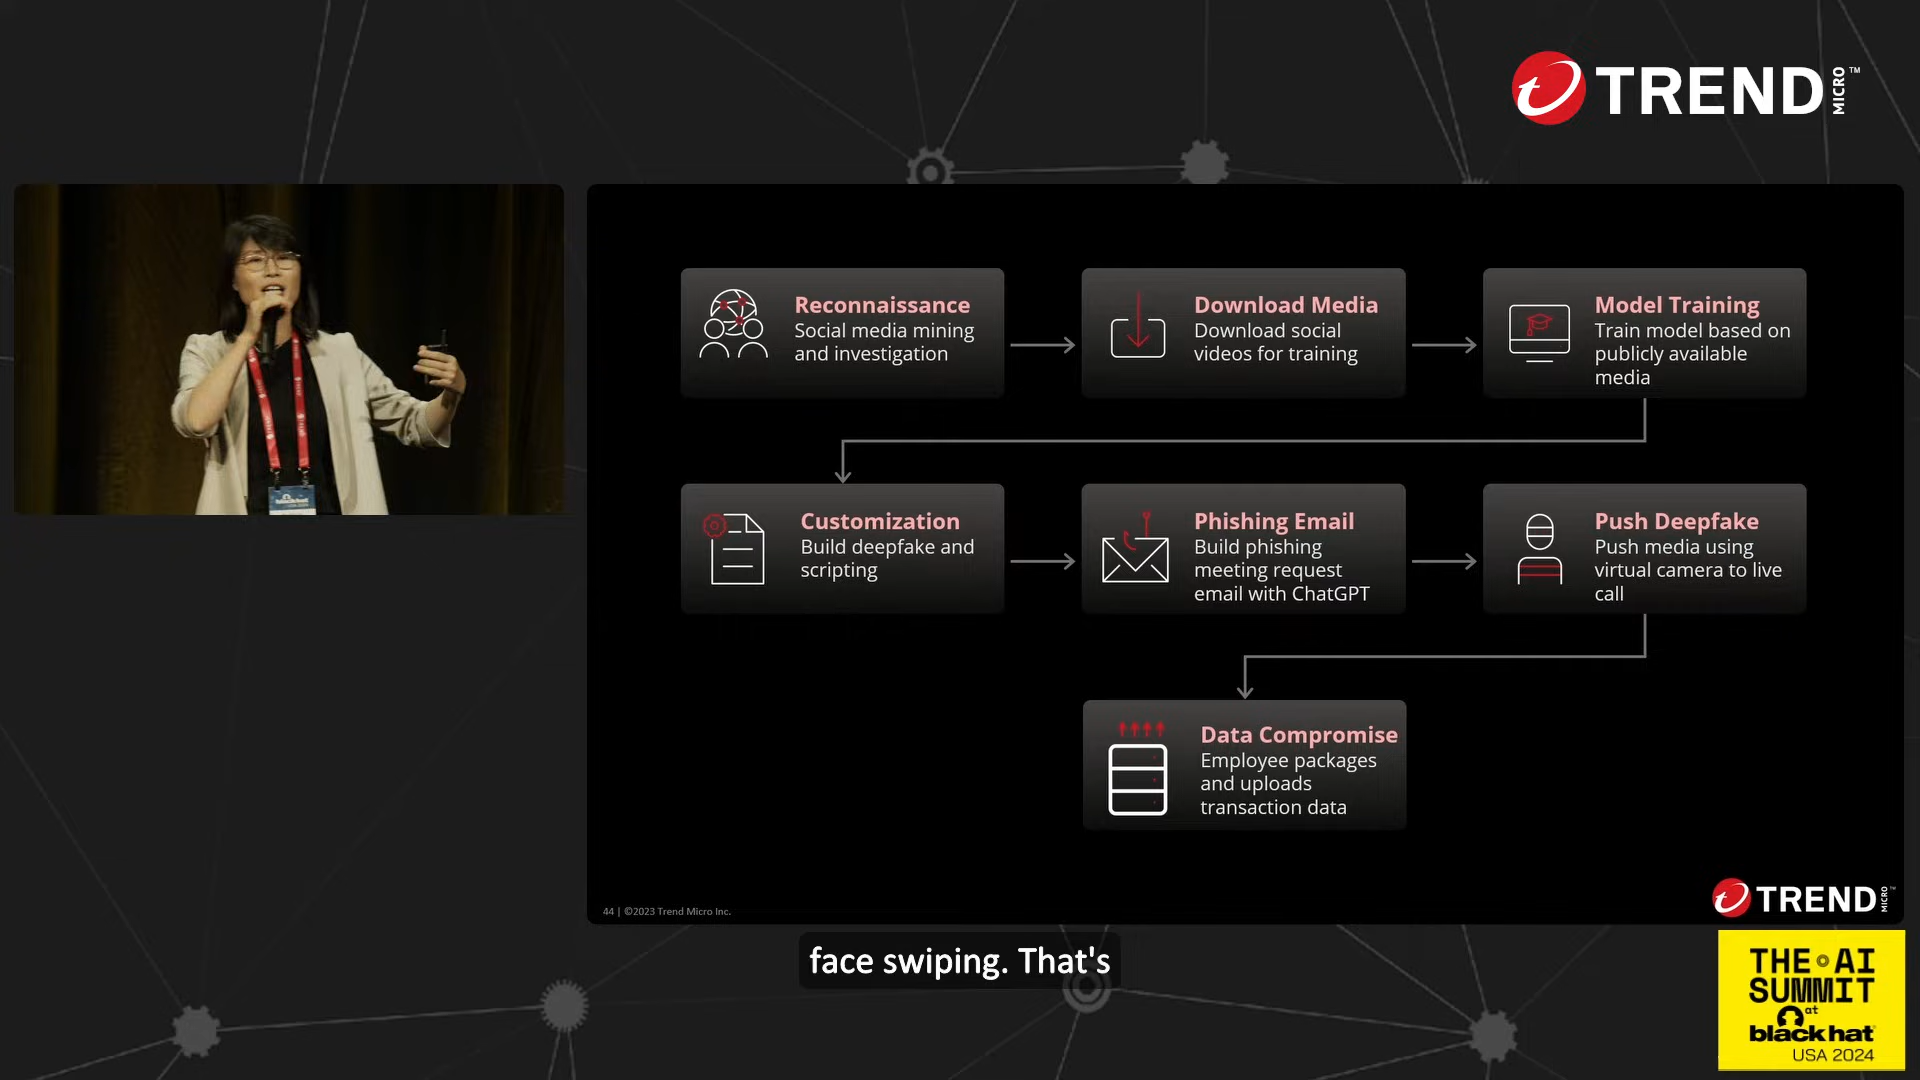 TREND MICRO™
Reconnaissance
Social media mining
and investigation
Download Media
Download social
videos for training
Model Training
Train model based on
publicly available
media
Customization
Build deepfake and
scripting
Phishing Email
Build phishing
meeting request
email with ChatGPT
Push Deepfake
Push media using
virtual camera to live
call
Data Compromise
Employee packages
and uploads
transaction data
44 | ©2023 Trend Micro Inc.
TREND MICRO™
face swiping. That's
THE AI
SUMMIT
at
black hat
USA 2024